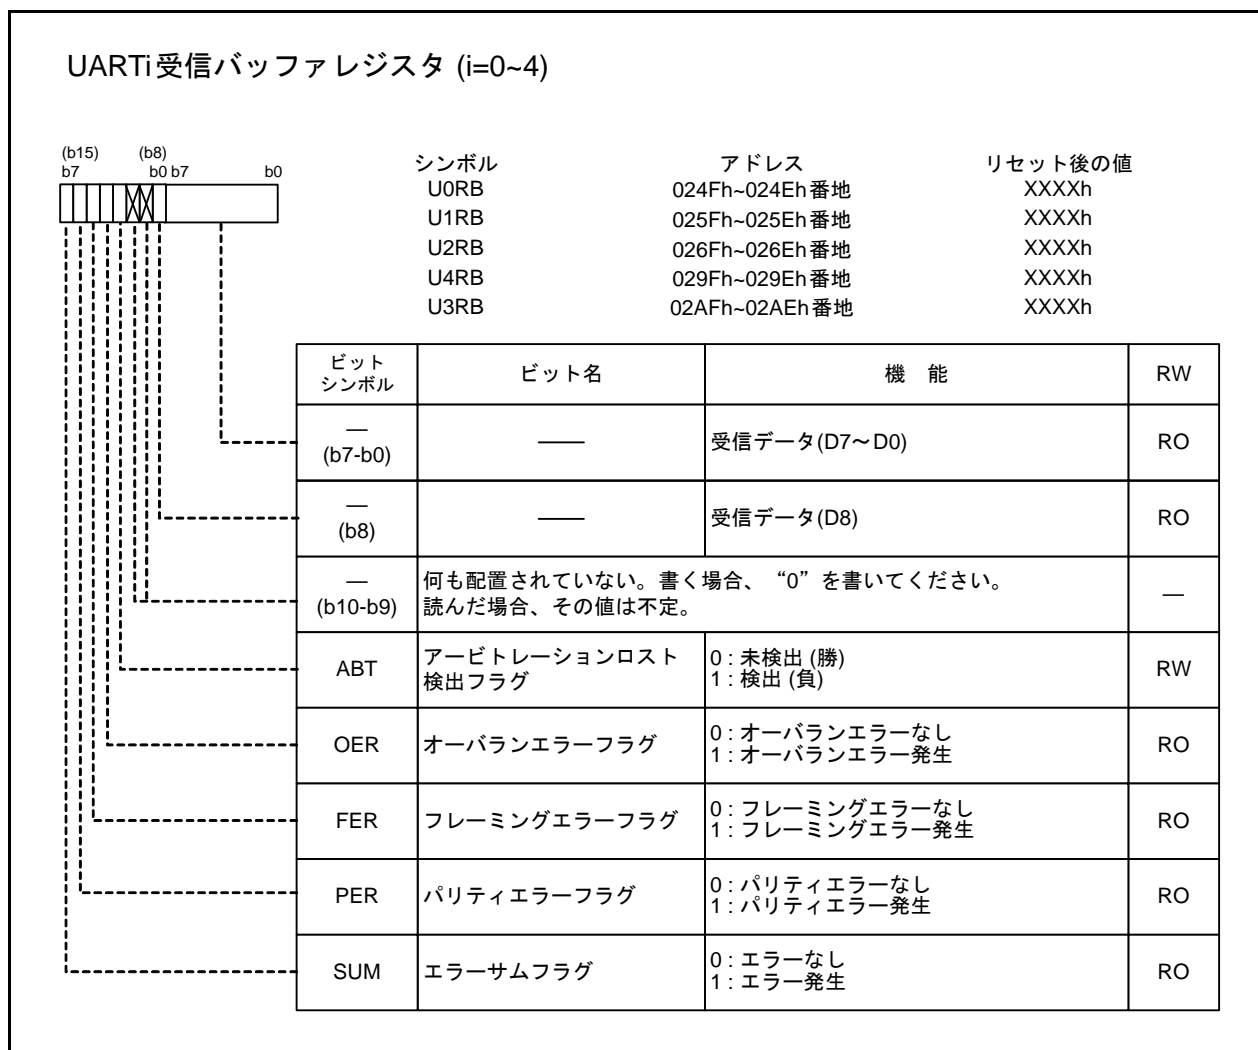 UARTi受信バッファレジスタ (i=0~4)
(b15) (b8)
b7 b0 b7 b0
シンボル アドレス リセット後の値
U0RB 024Fh~024Eh番地 XXXXh
U1RB 025Fh~025Eh番地 XXXXh
U2RB 026Fh~026Eh番地 XXXXh
U4RB 029Fh~029Eh番地 XXXXh
U3RB 02AFh~02AEh番地 XXXXh
ビット
シンボル ビット名 機 能 RW
—
(b7-b0) —— 受信データ(D7～D0) RO
—
(b8) —— 受信データ(D8) RO
—
(b10-b9) 何も配置されていない。書く場合、“0”を書いてください。
読んだ場合、その値は不定。 —
ABT アービトレーションロスト
検出フラグ 0 : 未検出 (勝)
1 : 検出 (負) RW
OER オーバランエラーフラグ 0 : オーバランエラーなし
1 : オーバランエラー発生 RO
FER フレーミングエラーフラグ 0 : フレーミングエラーなし
1 : フレーミングエラー発生 RO
PER パリティエラーフラグ 0 : パリティエラーなし
1 : パリティエラー発生 RO
SUM エラーサムフラグ 0 : エラーなし
1 : エラー発生 RO